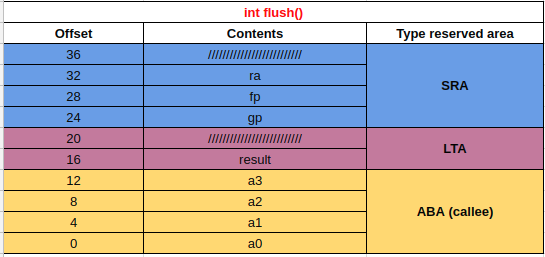 int flush()
Offset Contents Type reserved area
36 //////////////////////////
32 ra SRA
28 fp
24 gp
20 //////////////////////////
16 result LTA
12 a3
8 a2 ABA (callee)
4 a1
0 a0